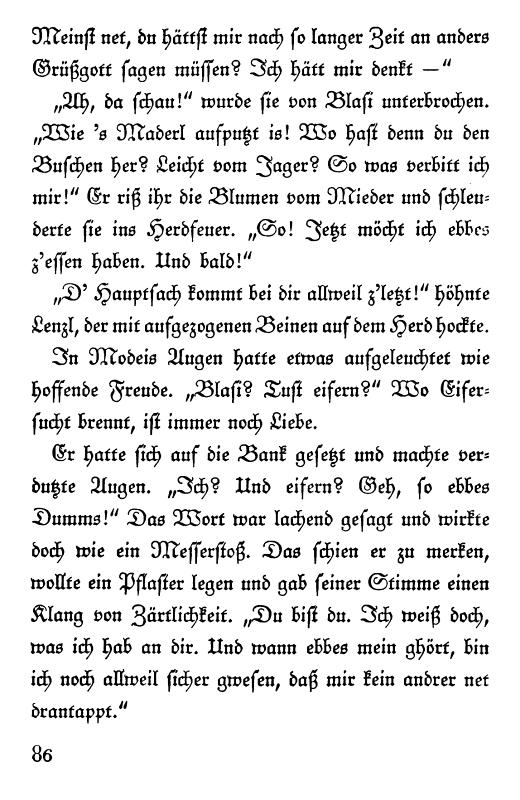 Meinst net, du hättst mir nach so langer Zeit an anders
Grüßgott sagen müssen? Ich hätt mir denkt —“
„Ah, da schau!“ wurde sie von Blasi unterbrochen.
„Wie ’s Maderl aufputzt is! Wo hast denn du den
Buschen her? Leicht vom Jager? So was verbitt ich
mir!“ Er riß ihr die Blumen vom Mieder und schleu-
derte sie ins Herdfeuer. „So! Jetzt möcht ich ebbes
z’essen haben. Und bald!“
„D’ Hauptsach kommt bei dir allweil z’letzt!“ höhnte
Lenzl, der mit aufgezogenen Beinen auf dem Herd hockte.
In Modeis Augen hatte etwas aufgeleuchtet wie
hoffende Freude. „Blasi? Tust eifern?“ Wo Eifer-
sucht brennt, ist immer noch Liebe.
Er hatte sich auf die Bank gesetzt und machte ver-
dutzte Augen. „Ich? Und eifern? Geh, so ebbes
Dumms!“ Das Wort war lachend gesagt und wirkte
doch wie ein Messerstoß. Das schien er zu merken,
wollte ein Pflaster legen und gab seiner Stimme einen
Klang von Zärtlichkeit. „Du bist du. Ich weiß doch,
was ich hab an dir. Und wann ebbes mein ghört, bin
ich noch allweil sicher gwesen, daß mir kein andrer net
drantappt.“
86